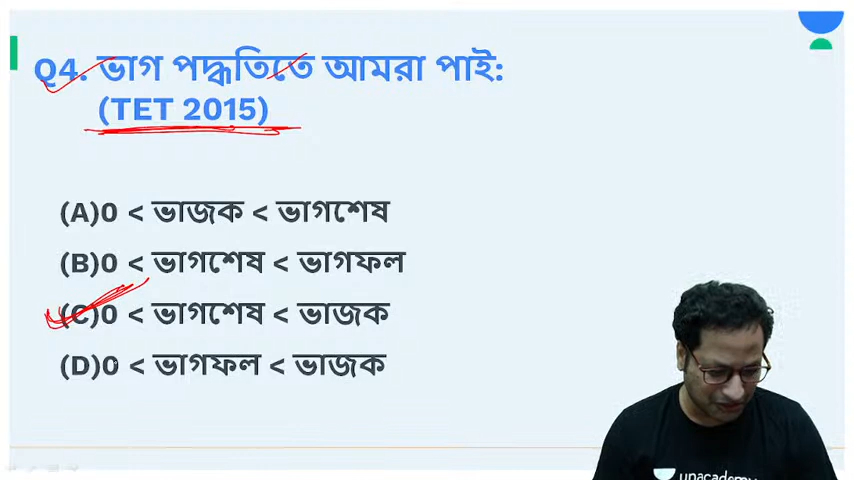 Q4. ভাগ পদ্ধতিতে আমরা পাই:
(TET 2015)
(A)0 < ভাজক < ভাগশেষ
(B)0 < ভাগশেষ < ভাগফল
(C)0 < ভাগশেষ < ভাজক
(D)0 < ভাগফল < ভাজক
unacademy